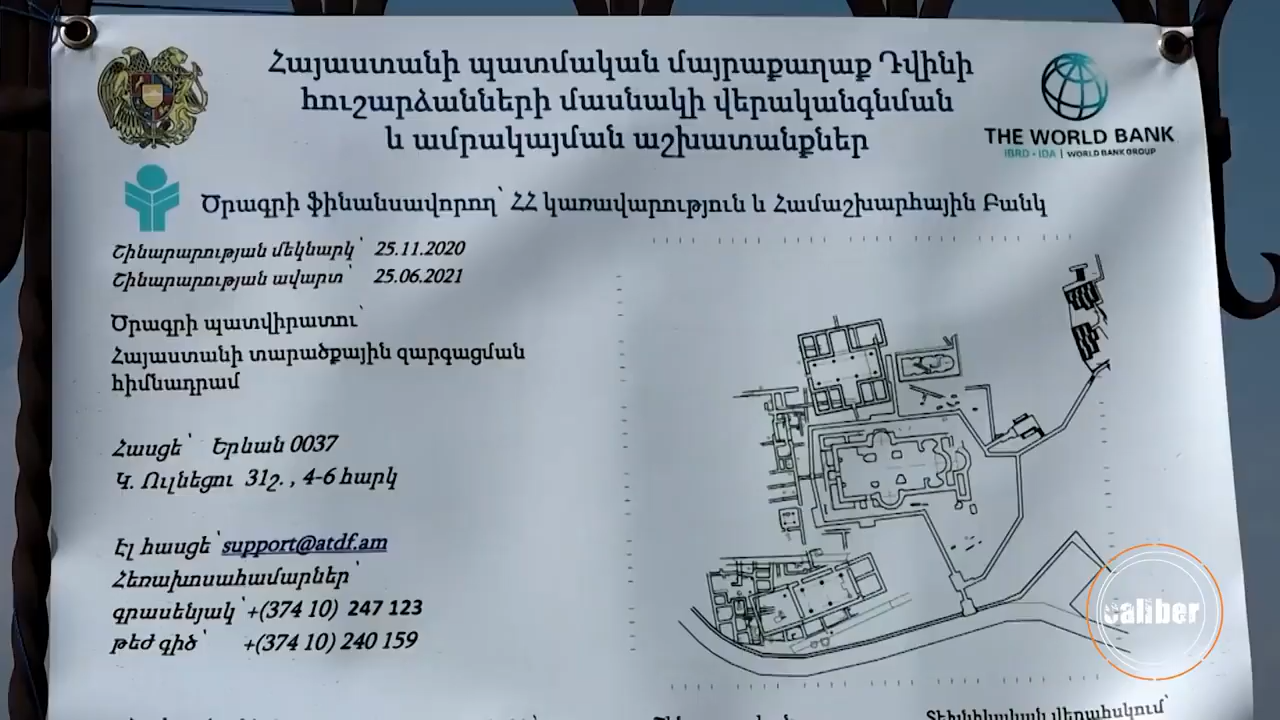 Հայաստանի պատմական մայրաքաղաք Դվինի
հուշարձանների մասնակի վերականգնման
և ամրակայման աշխատանքներ
THE WORLD BANK
IBRD • IDA | WORLD BANK GROUP
Ծրագրի ֆինանսավորող՝ ՀՀ կառավարություն և Համաշխարհային Բանկ
Շինարարության մեկնարկ՝ 25.11.2020
Շինարարության ավարտ՝ 25.06.2021
Ծրագրի պատվիրատու՝
Հայաստանի տարածքային զարգացման
հիմնադրամ
Հասցե՝ Երևան 0037
Կ. Ուլնեցու 31շ. , 4-6 հարկ
Էլ հասցե՝ support@atdf.am
Հեռախոսահամարներ՝
գրասենյակ՝ +(374 10) 247 123
թեժ գիծ՝ +(374 10) 240 159
Տեխնիկական վերահսկում՝
caliber